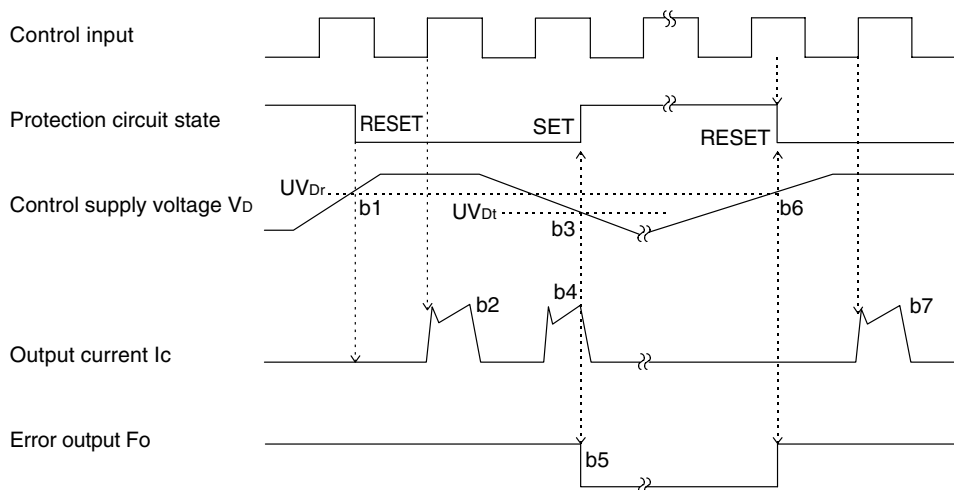 Control input
Protection circuit state
RESET
SET
RESET
UVDr
Control supply voltage VD
b1
UVDt
b3
b6
b2
b4
b7
Output current Ic
Error output Fo
b5